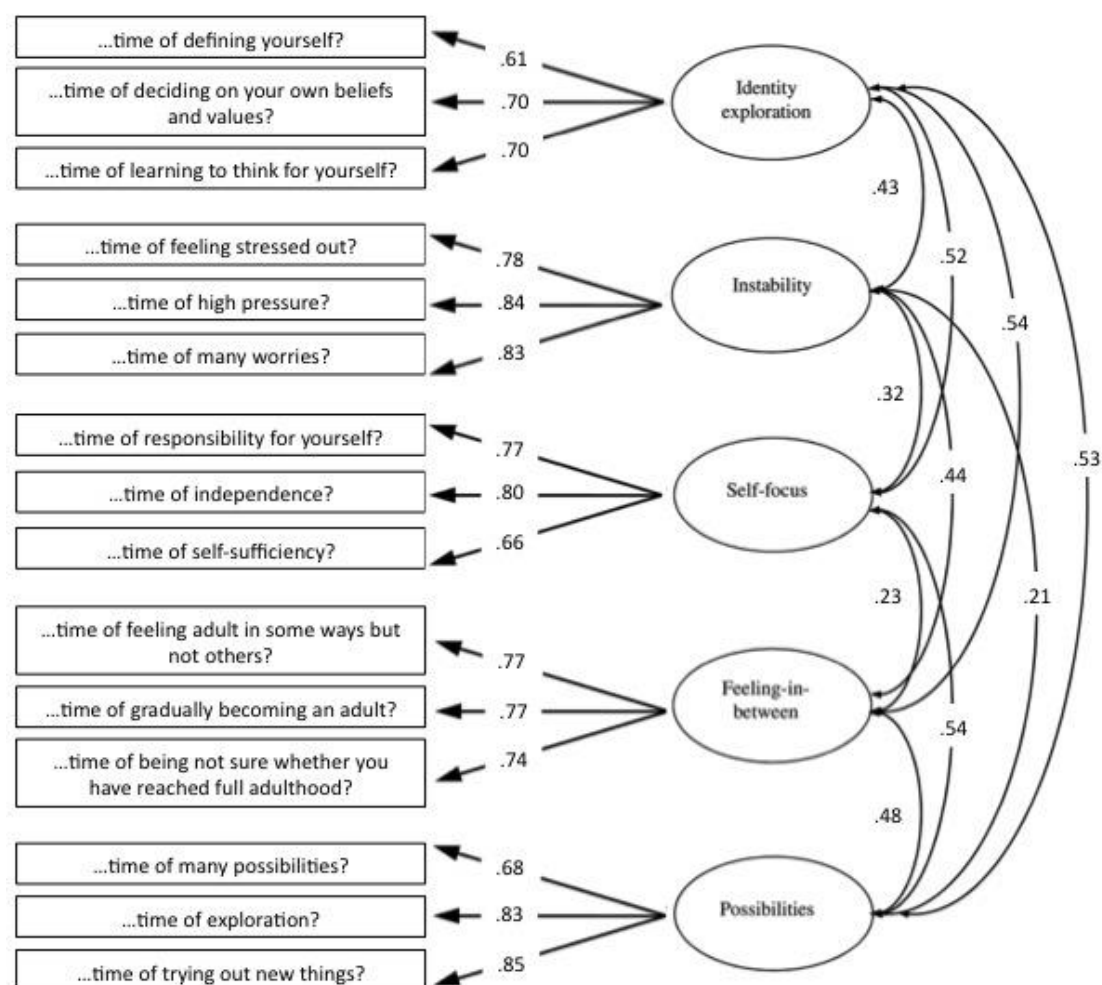 ...time of defining yourself?
.61
...time of deciding on your own beliefs
and values?
.70
...time of learning to think for yourself?
.70
Identity
exploration
.43
.52
.54
.53
...time of feeling stressed out?
.78
...time of high pressure?
.84
...time of many worries?
.83
Instability
.32
.44
.21
...time of responsibility for yourself?
.77
...time of independence?
.80
...time of self-sufficiency?
.66
Self-focus
.23
.54
...time of feeling adult in some ways but
not others?
.77
...time of gradually becoming an adult?
.77
...time of being not sure whether you
have reached full adulthood?
.74
Feeling-in-
between
.48
...time of many possibilities?
.68
...time of exploration?
.83
...time of trying out new things?
.85
Possibilities